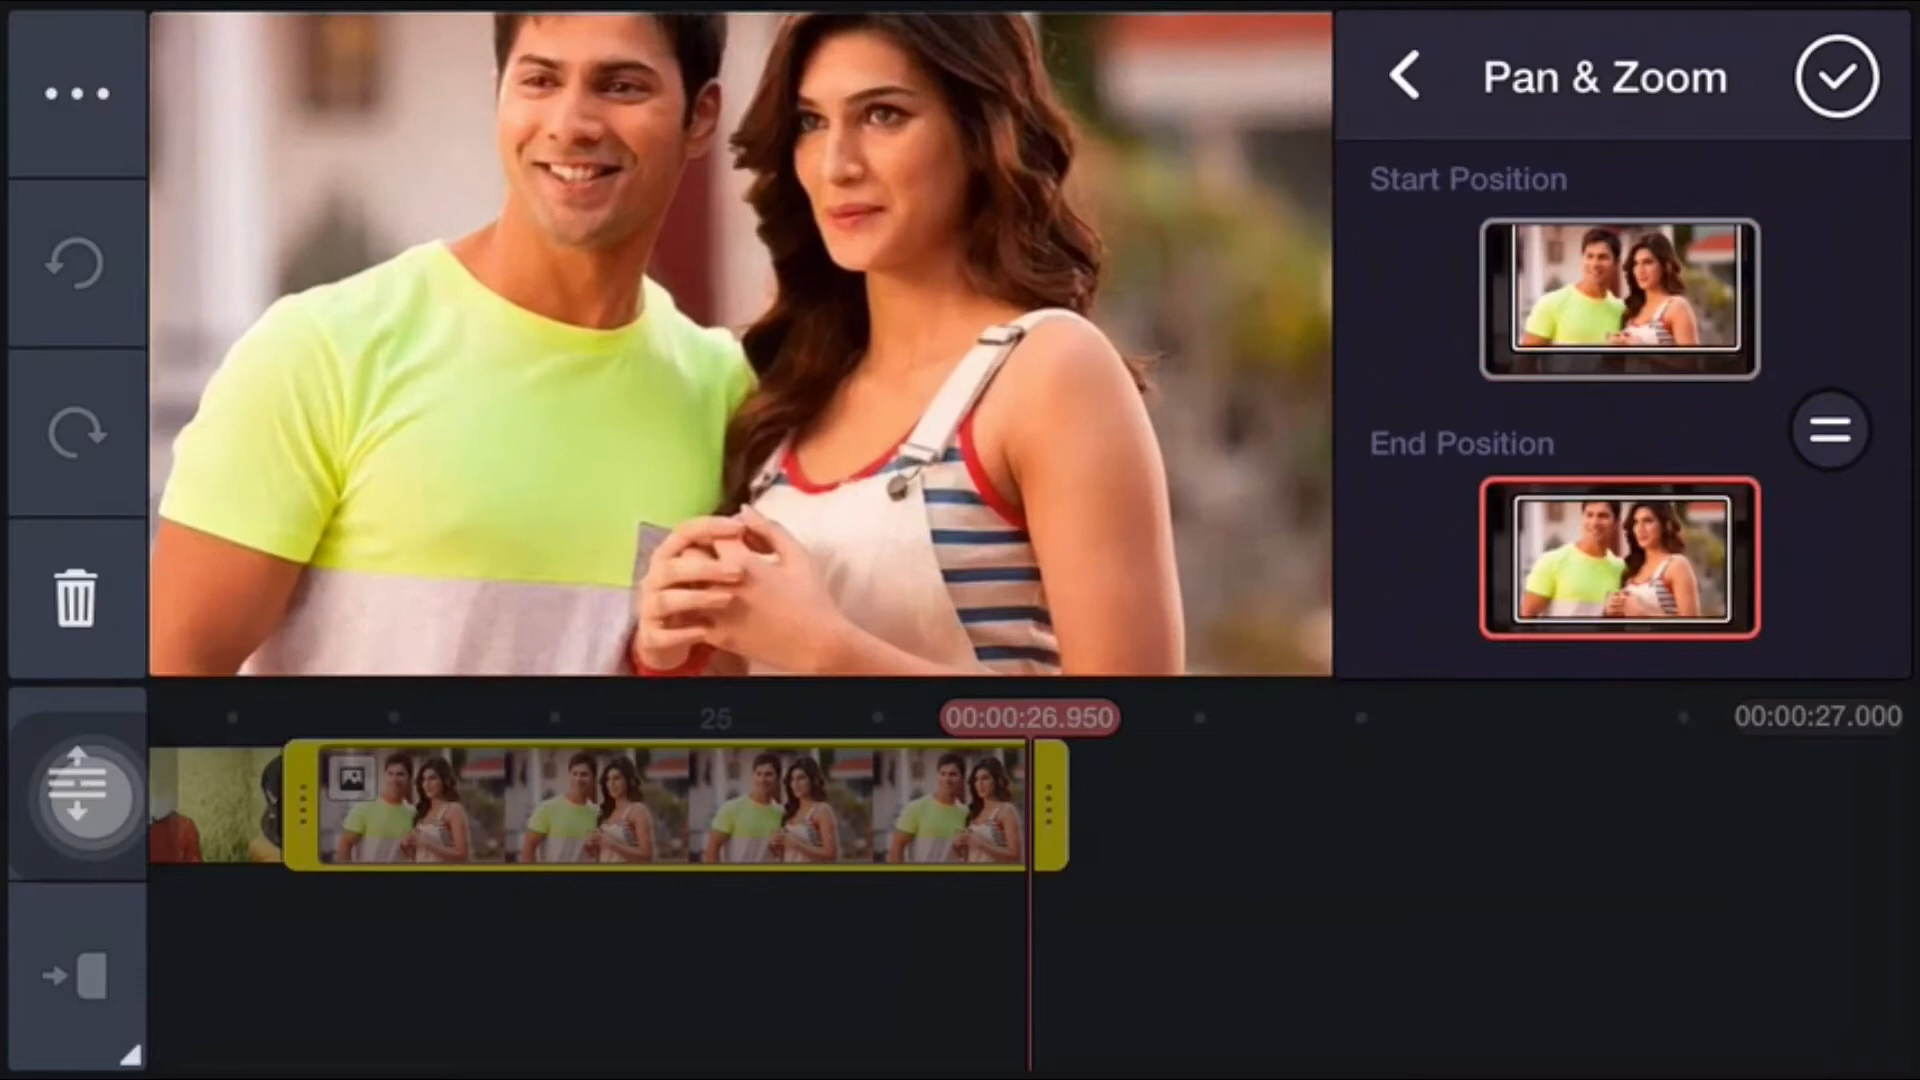 Pan & Zoom
Start Position
End Position
25
00:00:26.950
00:00:27.000